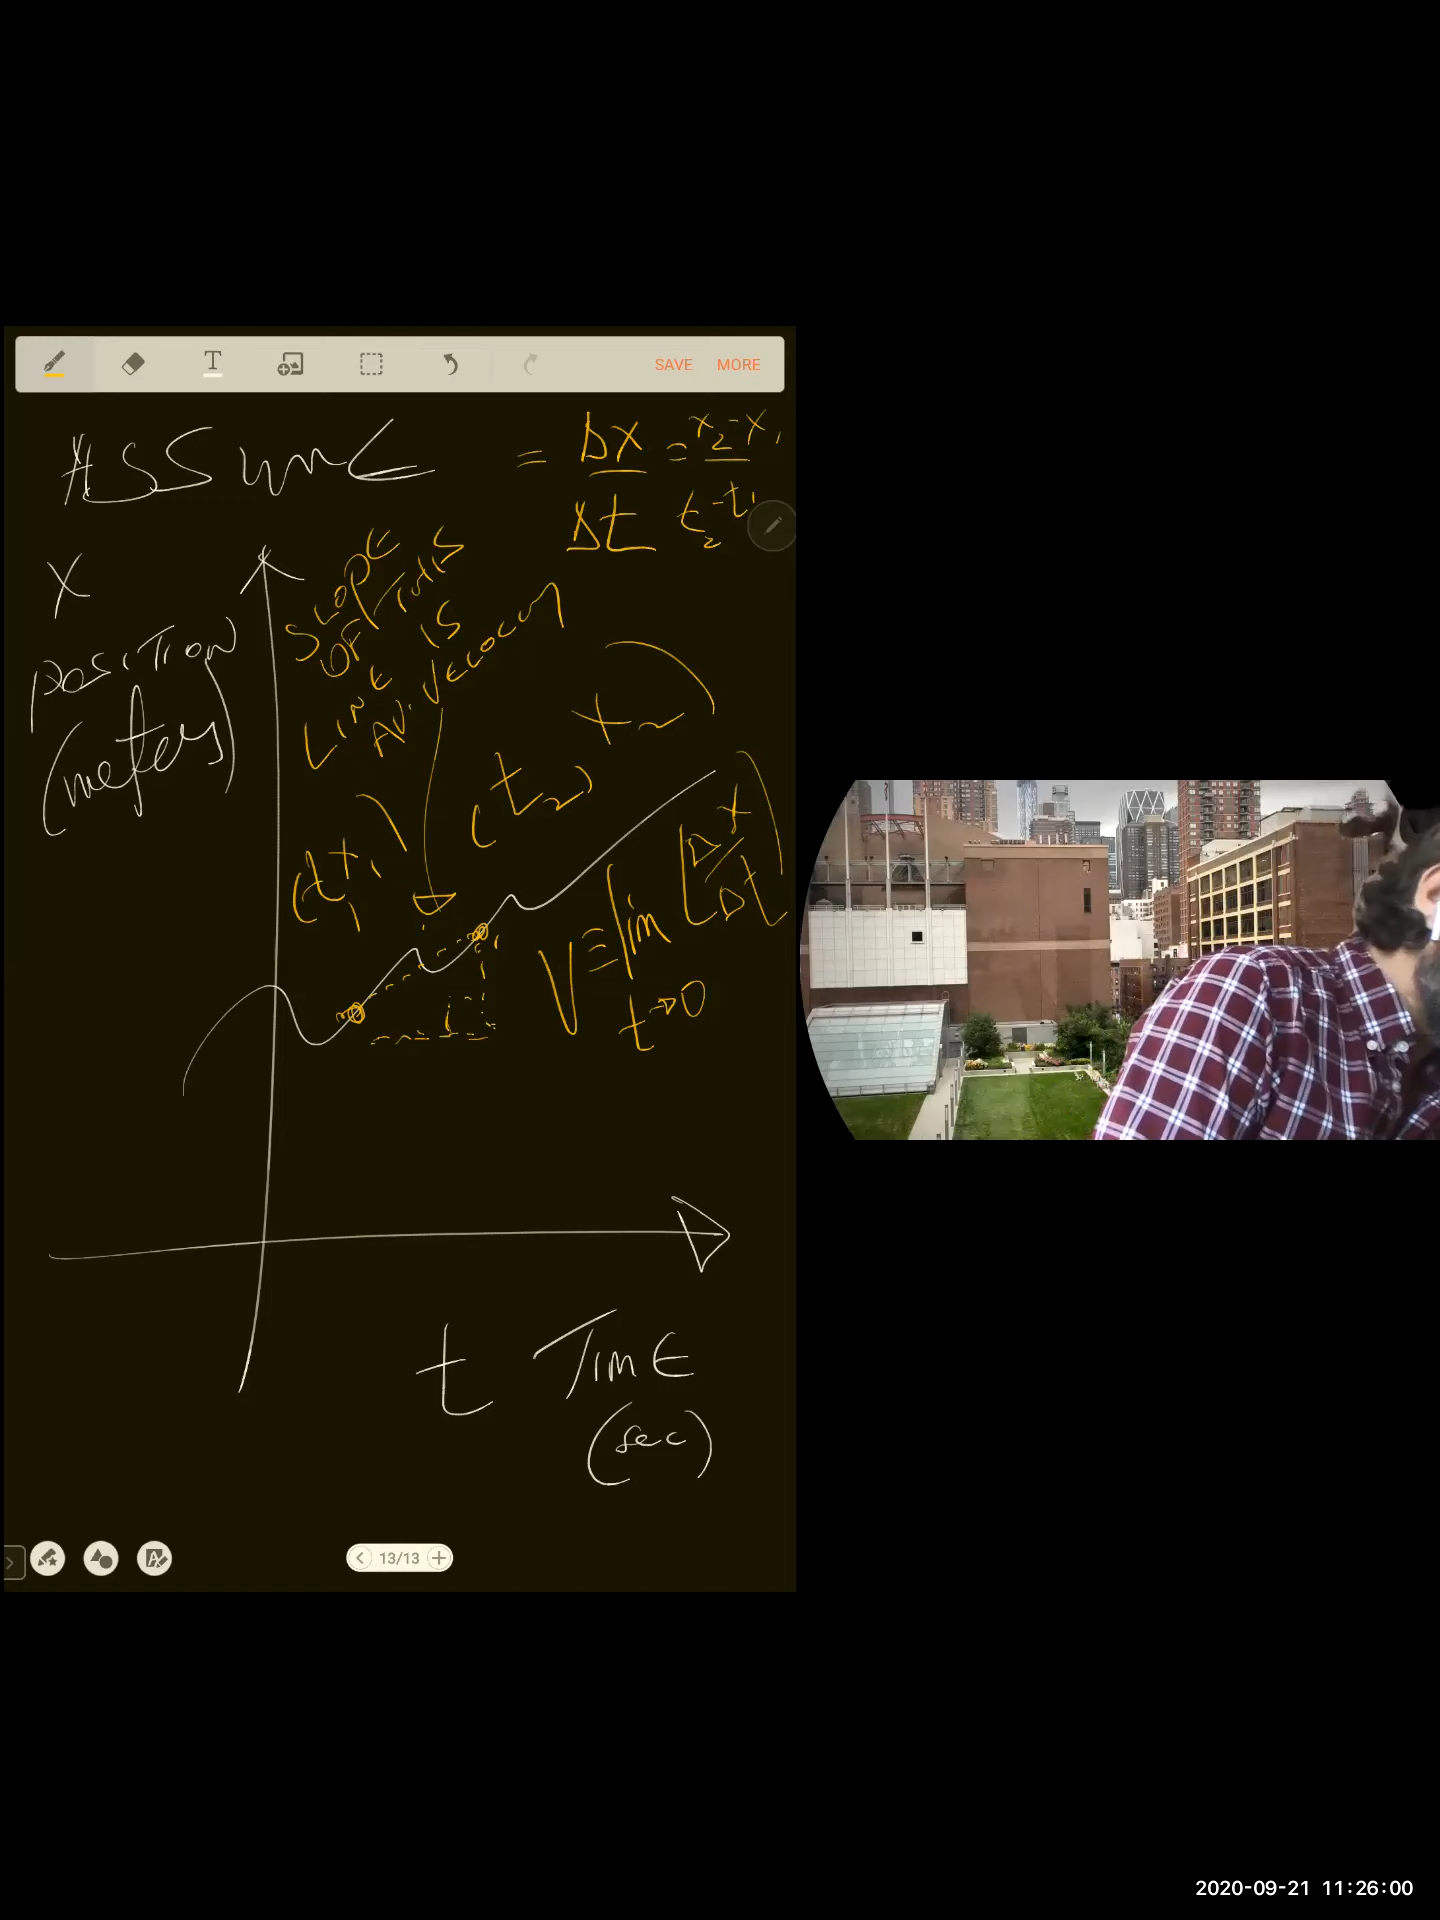 T
SAVE MORE
ASSUME
= Δx/Δt = x₂-x₁/t₂-t₁
x
position
(meters)
SLOPE
OF THIS
LINE IS
AV. VELOCITY
(t₁ x₁)
(t₂) x₂)
V = lim [Δx/Δt]
t→0
t TIME
(sec)
13/13
2020-09-21 11:26:00